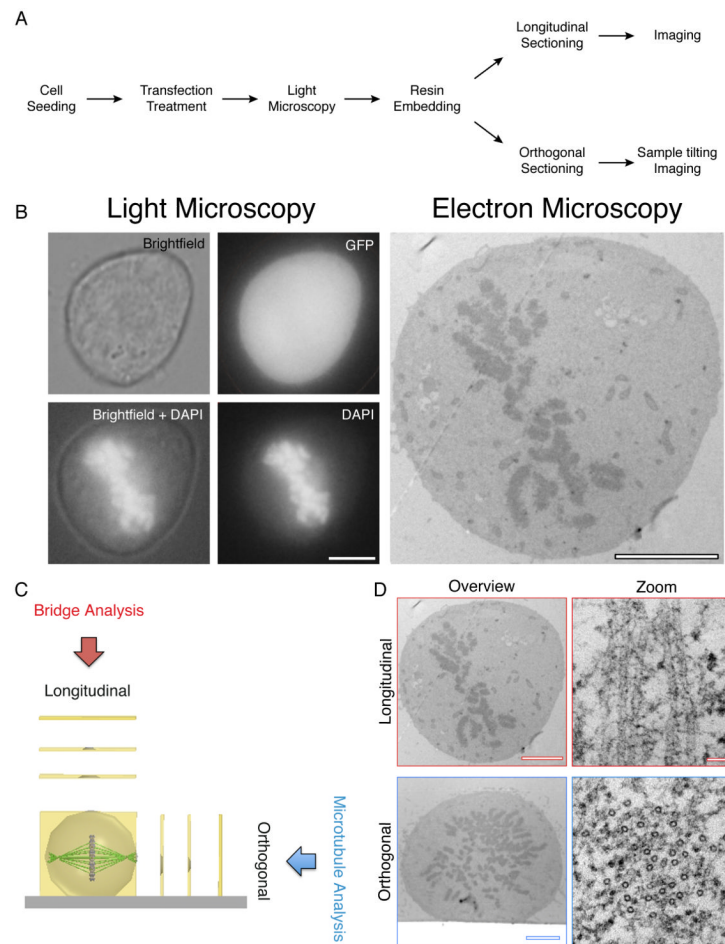 A
Cell
Seeding
Transfection
Treatment
Light
Microscopy
Resin
Embedding
Longitudinal
Sectioning
Imaging
Orthogonal
Sectioning
Sample tilting
Imaging
B
Light Microscopy
Electron Microscopy
Brightfield
GFP
Brightfield + DAPI
DAPI
C
Bridge Analysis
Longitudinal
Orthogonal
Microtubule Analysis
D
Overview
Zoom
Longitudinal
Orthogonal